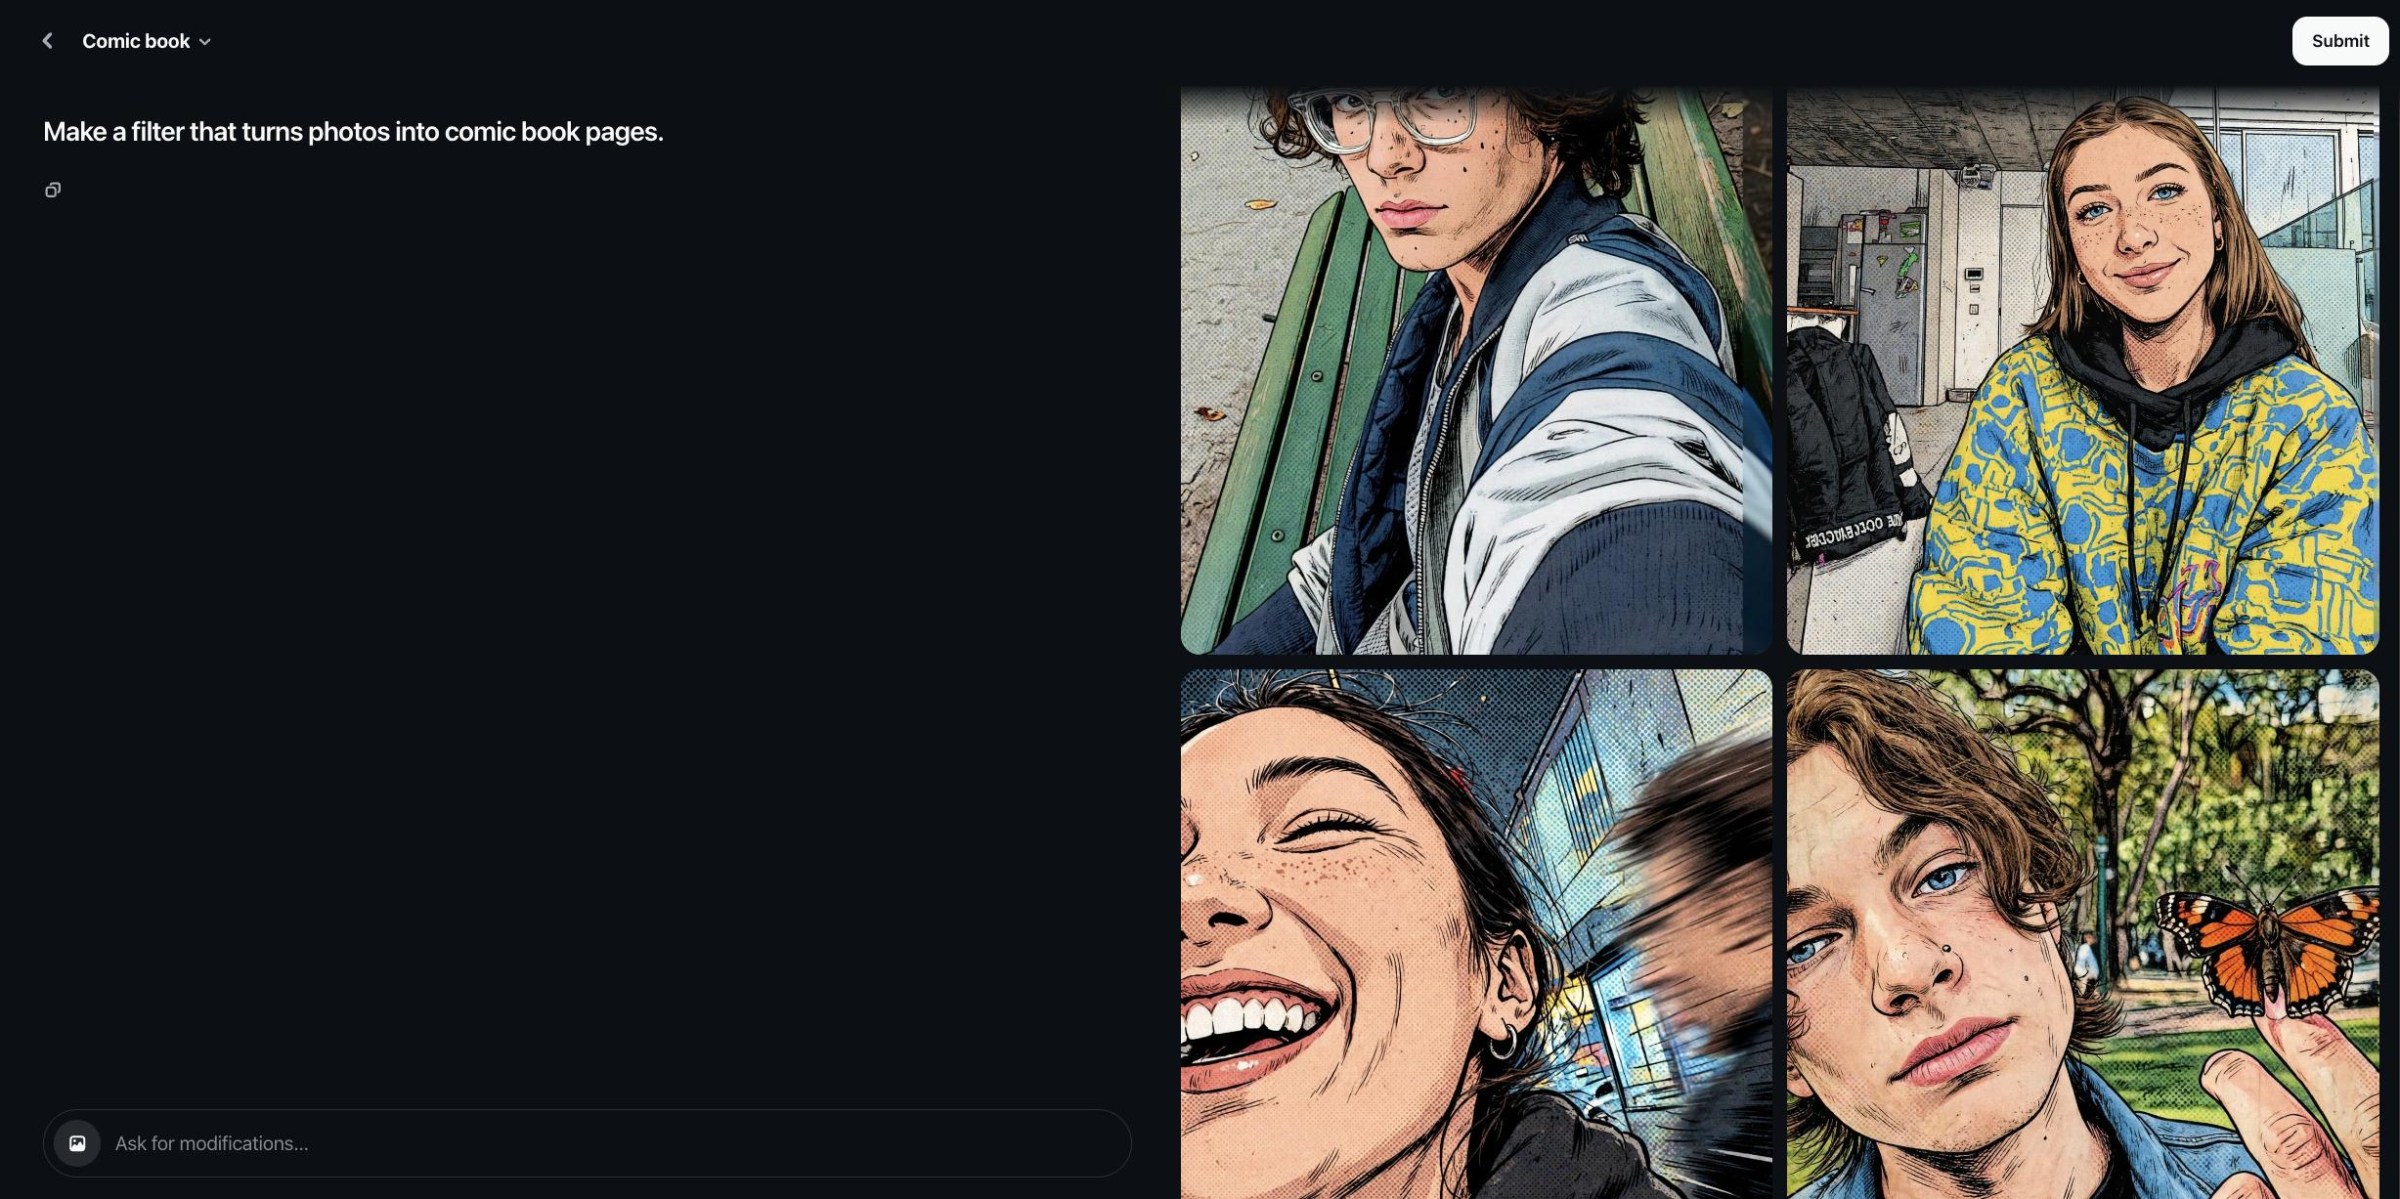 Comic book
Submit
Make a filter that turns photos into comic book pages.
Ask for modifications...